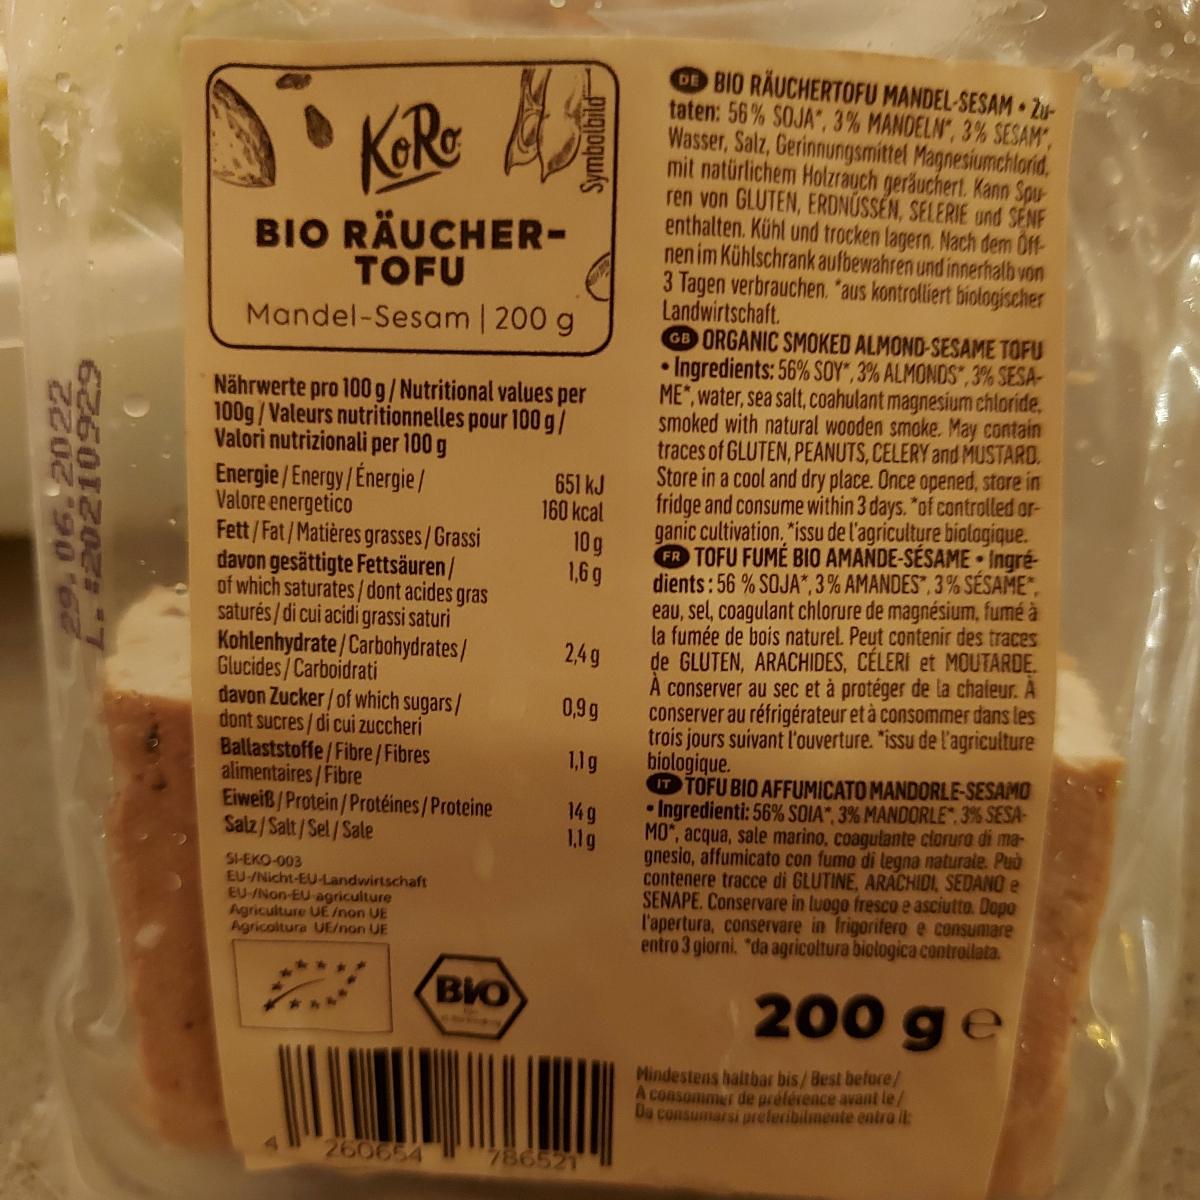 KoRo
Symbolbild
BIO RÄUCHER-
TOFU
Mandel-Sesam | 200 g
Nährwerte pro 100 g / Nutritional values per
100g / Valeurs nutritionnelles pour 100 g /
Valori nutrizionali per 100 g
Energie / Energy / Énergie / 651 kJ
Valore energetico 160 kcal
Fett / Fat / Matières grasses / Grassi 10 g
davon gesättigte Fettsäuren / 1,6 g
of which saturates / dont acides gras
saturés / di cui acidi grassi saturi
Kohlenhydrate / Carbohydrates / 2,4 g
Glucides / Carboidrati
davon Zucker / of which sugars / 0,9 g
dont sucres / di cui zuccheri
Ballaststoffe / Fibre / Fibres 1,1 g
alimentaires / Fibre
Eiweiß / Protein / Protéines / Proteine 14 g
Salz / Salt / Sel / Sale 1,1 g
SI-EKO-003
EU-/Nicht-EU-Landwirtschaft
EU-/Non-EU-agriculture
Agriculture UE /non UE
Agricoltura UE/non UE
BIO
4 260654 786521
DE BIO RÄUCHERTOFU MANDEL-SESAM • Zu-
taten: 56% SOJA*, 3% MANDELN*, 3% SESAM*,
Wasser, Salz, Gerinnungsmittel Magnesiumchlorid,
mit natürlichem Holzrauch geräuchert. Kann Spu-
ren von GLUTEN, ERDNÜSSEN, SELERIE und SENF
enthalten. Kühl und trocken lagern. Nach dem Öff-
nen im Kühlschrank aufbewahren und innerhalb von
3 Tagen verbrauchen. *aus kontrolliert biologischer
Landwirtschaft.
GB ORGANIC SMOKED ALMOND-SESAME TOFU
• Ingredients: 56% SOY*, 3% ALMONDS*, 3% SESA-
ME*, water, sea salt, coahulant magnesium chloride,
smoked with natural wooden smoke. May contain
traces of GLUTEN, PEANUTS, CELERY and MUSTARD.
Store in a cool and dry place. Once opened, store in
fridge and consume within 3 days. *of controlled or-
ganic cultivation. *issu de l'agriculture biologique.
FR TOFU FUMÉ BIO AMANDE-SÉSAME • Ingré-
dients : 56 % SOJA*, 3 % AMANDES*, 3 % SÉSAME*,
eau, sel, coagulant chlorure de magnésium, fumé à
la fumée de bois naturel. Peut contenir des traces
de GLUTEN, ARACHIDES, CÉLERI et MOUTARDE.
À conserver au sec et à protéger de la chaleur. À
conserver au réfrigérateur et à consommer dans les
trois jours suivant l'ouverture. *issu de l'agriculture
biologique.
IT TOFU BIO AFFUMICATO MANDORLE-SESAMO
• Ingredienti: 56% SOIA*, 3% MANDORLE*, 3% SESA-
MO*, acqua, sale marino, coagulante cloruro di ma-
gnesio, affumicato con fumo di legna naturale. Può
contenere tracce di GLUTINE, ARACHIDI, SEDANO e
SENAPE. Conservare in luogo fresco e asciutto. Dopo
l'apertura, conservare in frigorifero e consumare
entro 3 giorni. *da agricoltura biologica controllata.
200 g e
Mindestens haltbar bis / Best before /
À consommer de préférence avant le /
Da consumarsi preferibilmente entro il:
29.06.2022
L.:20210929